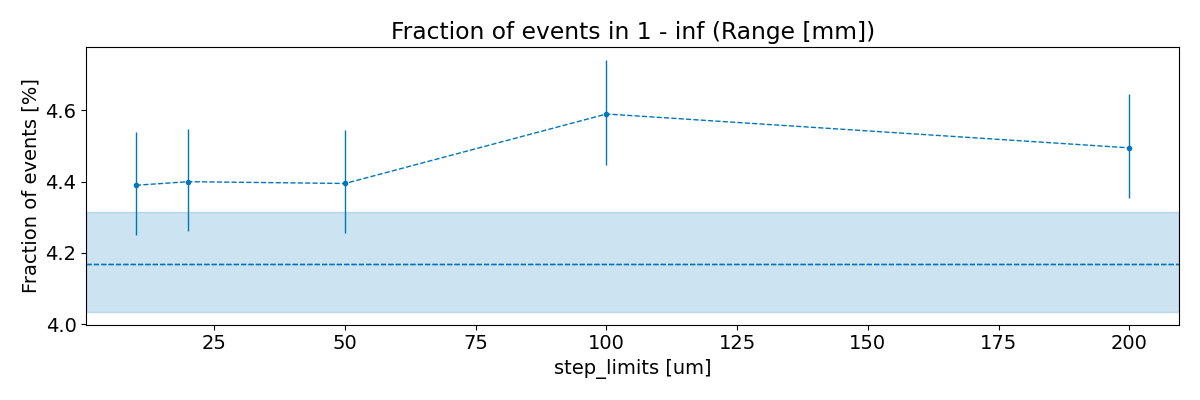 Fraction of events in 1 - inf (Range [mm])
Fraction of events [%]
4.6
4.4
4.2
4.0
25 50 75 100 125 150 175 200
step_limits [um]